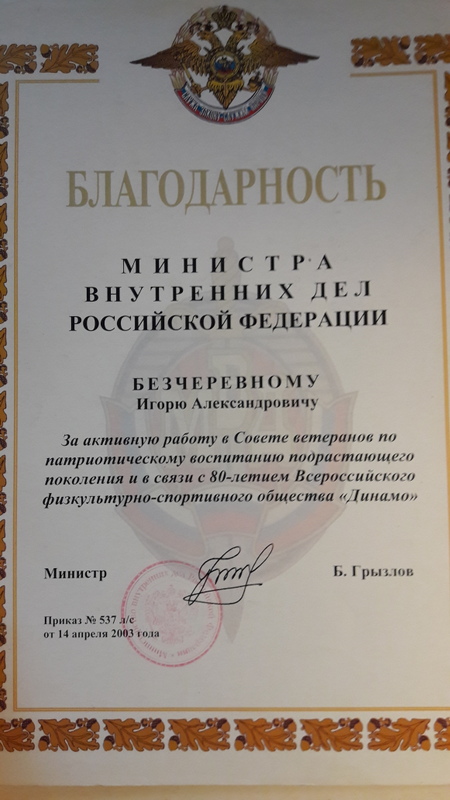 БЛАГОДАРНОСТЬ
МИНИСТРА
ВНУТРЕННИХ ДЕЛ
РОССИЙСКОЙ ФЕДЕРАЦИИ
БЕЗЧЕРЕВНОМУ
Игорю Александровичу
За активную работу в Совете ветеранов по
патриотическому воспитанию подрастающего
поколения и в связи с 80-летием Всероссийского
физкультурно-спортивного общества «Динамо»
Министр
Б. Грызлов
Приказ № 537 л/с
от 14 апреля 2003 года